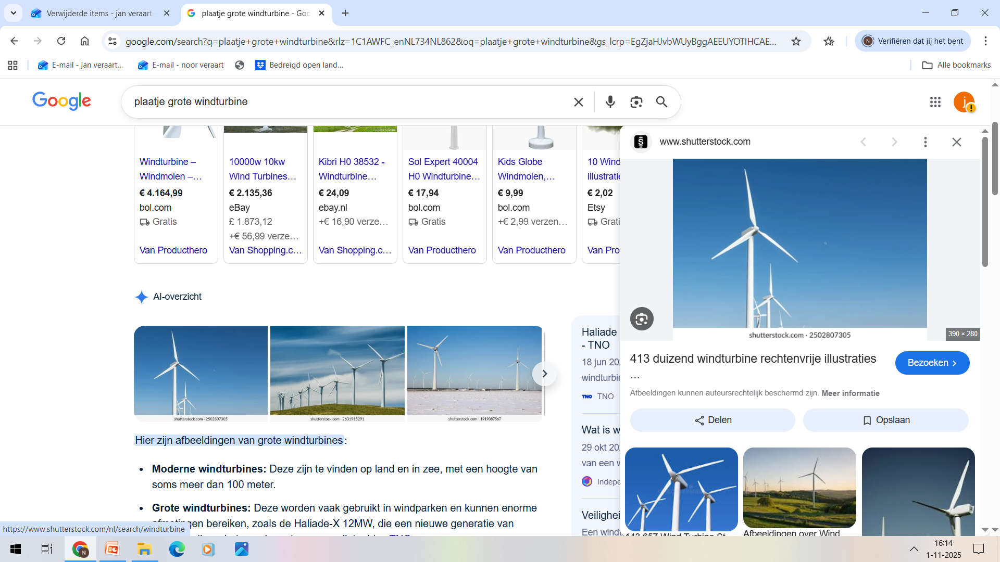 Verwijderde items - jan veraart
plaatje grote windturbine - Goo
google.com/search?q=plaatje+grote+windturbine&rlz=1C1AWFC_enNL734NL862&oq=plaatje+grote+windturbine&gs_lcrp=EgZjaHJvbWUyBggAEEUYOTIHCAE...
N
Verifiëren dat jij het bent
E-mail - jan veraart...
E-mail - noor veraart
Bedreigd open land...
Alle bookmarks
Google
plaatje grote windturbine
j
Windturbine –
Windmolen –...
€ 4.164,99
bol.com
Gratis
Van Producthero
10000w 10kw
Wind Turbines...
€ 2.135,36
eBay
£ 1.873,12
+€ 56,99 verze...
Van Shopping.c...
Kibri H0 38532 -
Windturbine...
€ 24,09
ebay.nl
+€ 16,90 verze...
Van Shopping.c...
Sol Expert 40004
H0 Windturbine...
€ 17,94
bol.com
Gratis
Van Producthero
Kids Globe
Windmolen,...
€ 9,99
bol.com
+€ 2,99 verzen...
Van Producthero
10 Wind
illustratie
€ 2,02
Etsy
Grati
Van Pro
AI-overzicht
shutterstock.com · 2502807305
shutterstock.com · 2631915291
shutterstock.com · 1919087567
Hier zijn afbeeldingen van grote windturbines:
• Moderne windturbines: Deze zijn te vinden op land en in zee, met een hoogte van
soms meer dan 100 meter.
• Grote windturbines: Deze worden vaak gebruikt in windparken en kunnen enorme
afmetingen bereiken, zoals de Haliade-X 12MW, die een nieuwe generatie van
TNO
https://www.shutterstock.com/nl/search/windturbine
Haliade
- TNO
18 jun 20
windturbin
TNO TNO
Wat is w
29 okt 20
van een w
Indepe
Veiligheid
Een windt
S
www.shutterstock.com
shutterstock.com · 2502807305
390 × 280
413 duizend windturbine rechtenvrije illustraties
...
Bezoeken
Afbeeldingen kunnen auteursrechtelijk beschermd zijn. Meer informatie
Delen
Opslaan
143.657 Wind Turbine St
Afbeeldingen over Wind
N
16:14
1-11-2025